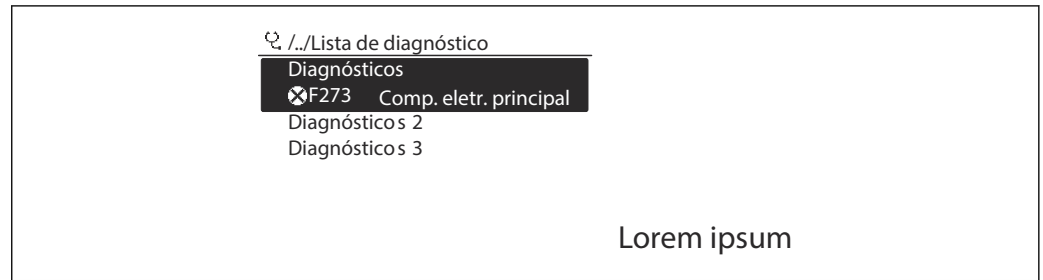 /../Lista de diagnóstico
Diagnósticos
F273 Comp. eletr. principal
Diagnósticos 2
Diagnósticos 3
Lorem ipsum